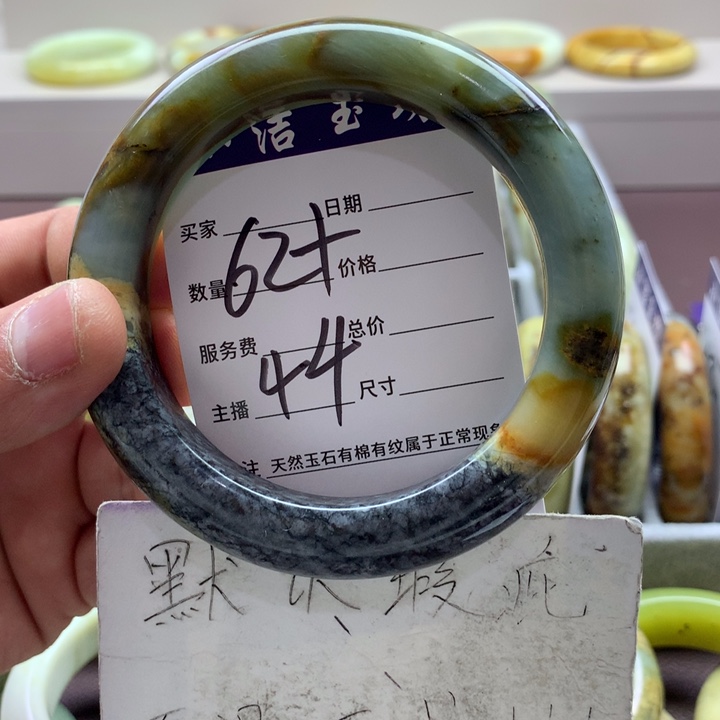 洁玉
买家 日期
数量 62+ 价格
服务费 总价
主播 44 尺寸
注 天然玉石有棉有纹属于正常现象
默认瑕疵